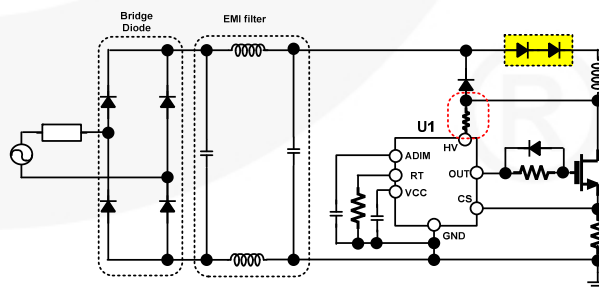 Bridge
Diode
EMI filter
U1
HV
ADIM
RT
VCC
OUT
CS
GND
R